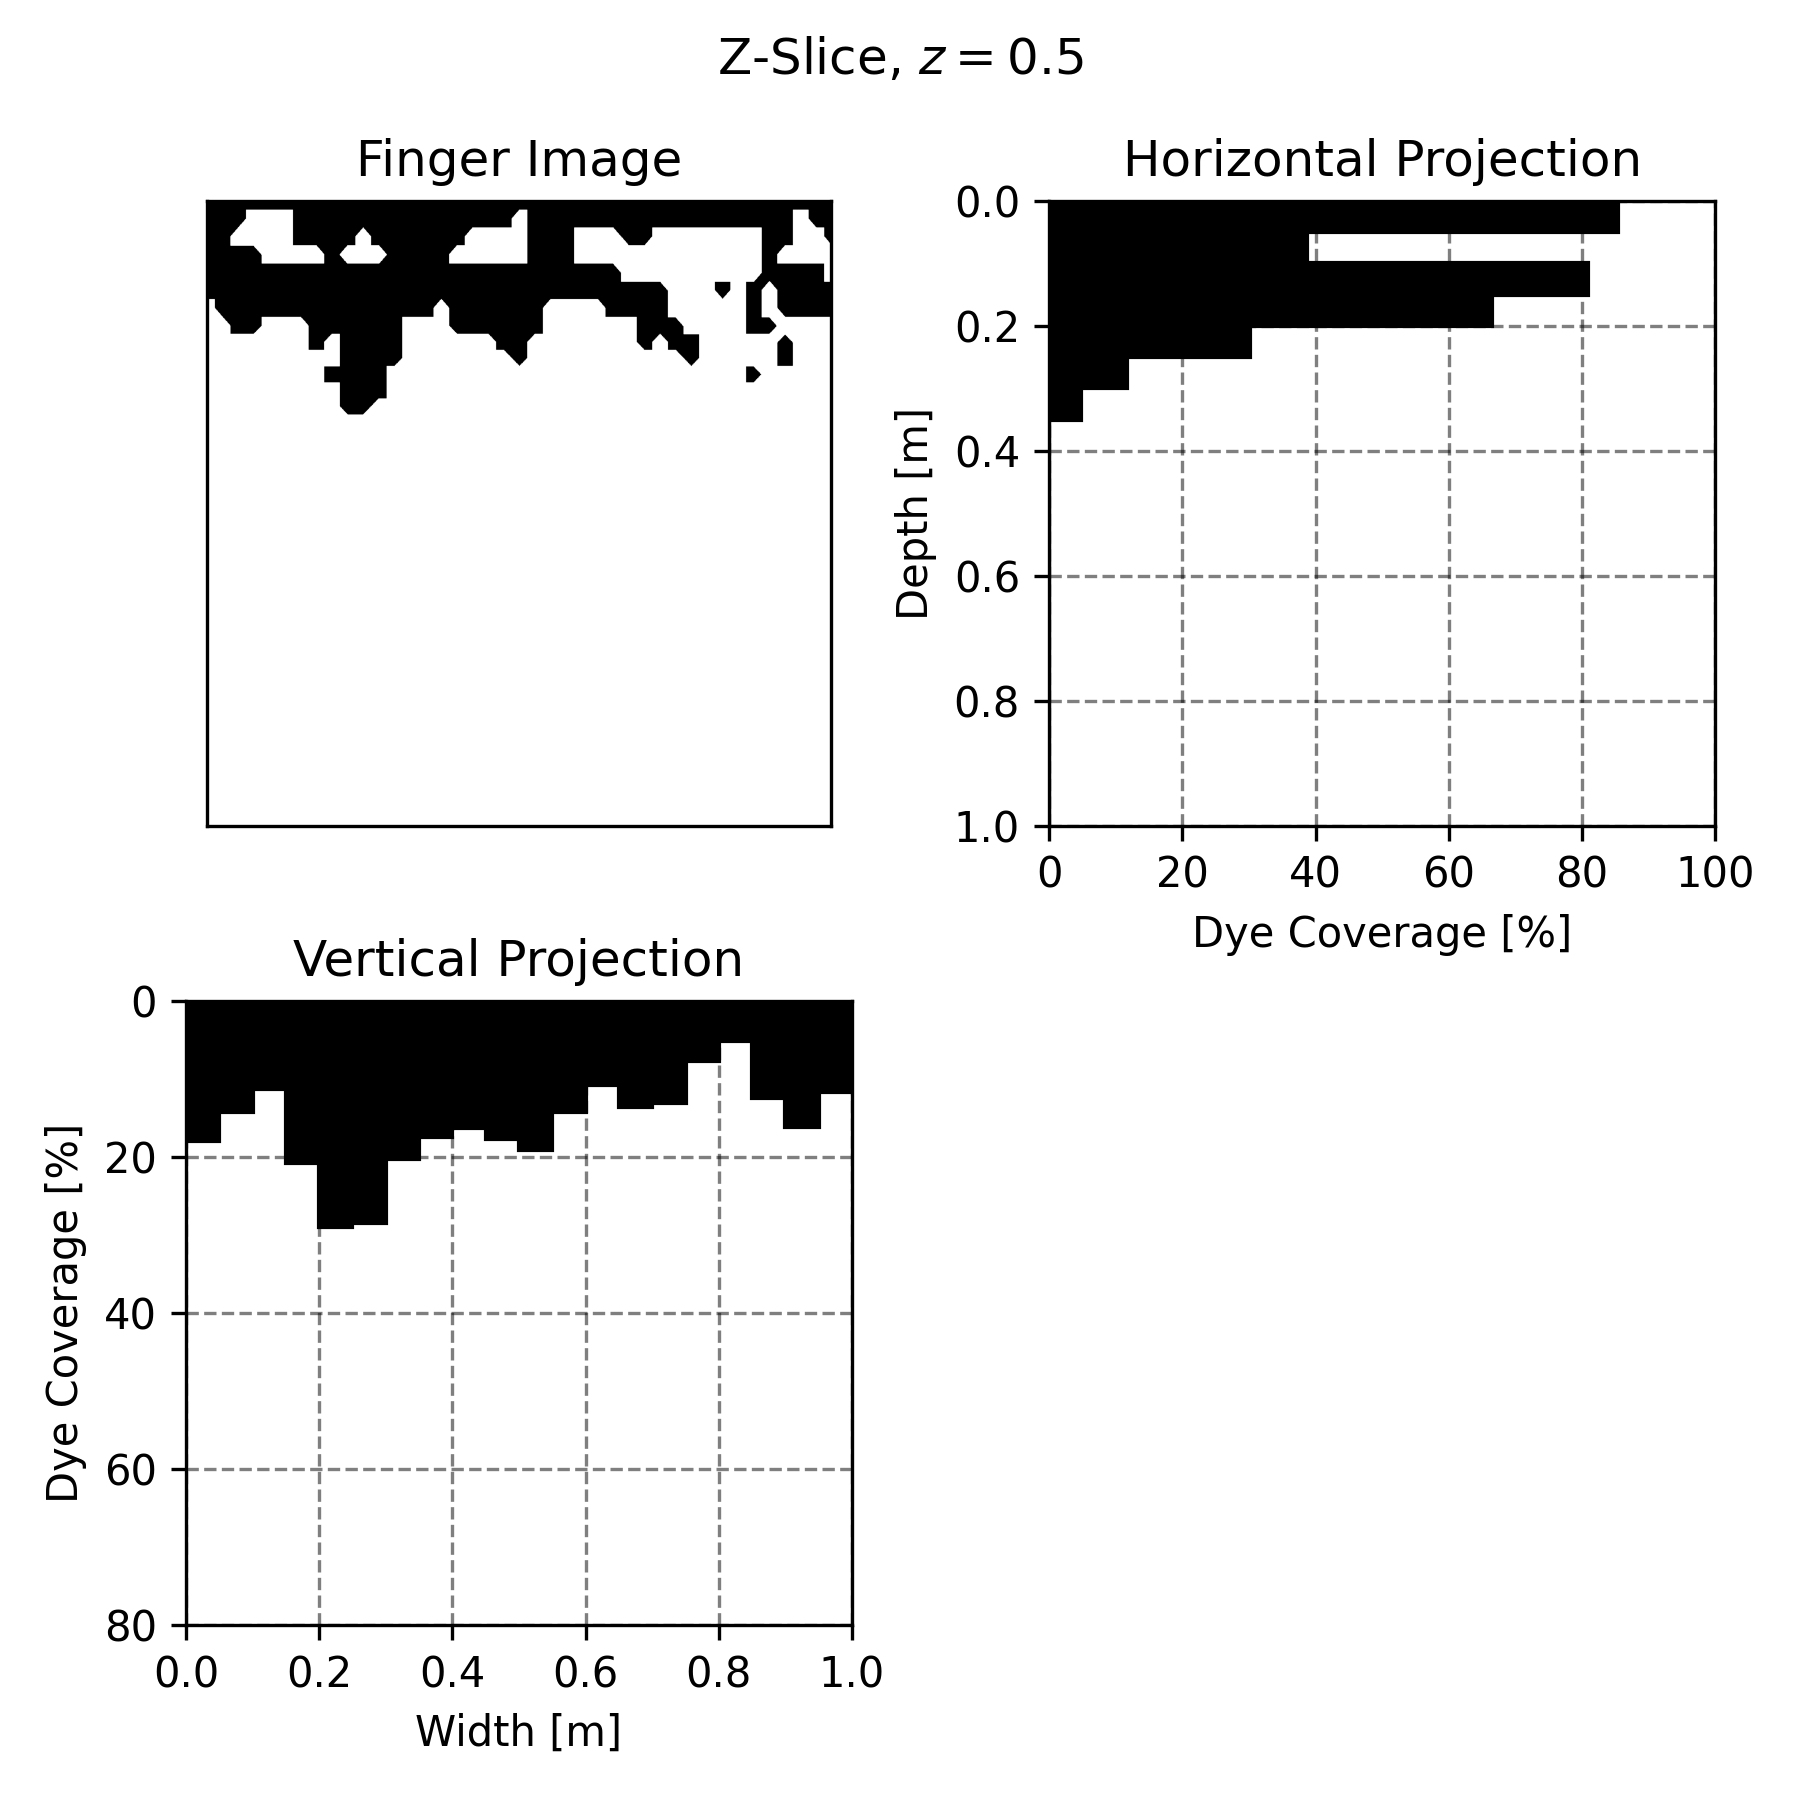 Z-Slice, z = 0.5
Finger Image
Horizontal Projection
0.0
0.2
0.4
0.6
0.8
1.0
Depth [m]
0 20 40 60 80 100
Dye Coverage [%]
Vertical Projection
0
20
40
60
80
Dye Coverage [%]
0.0 0.2 0.4 0.6 0.8 1.0
Width [m]